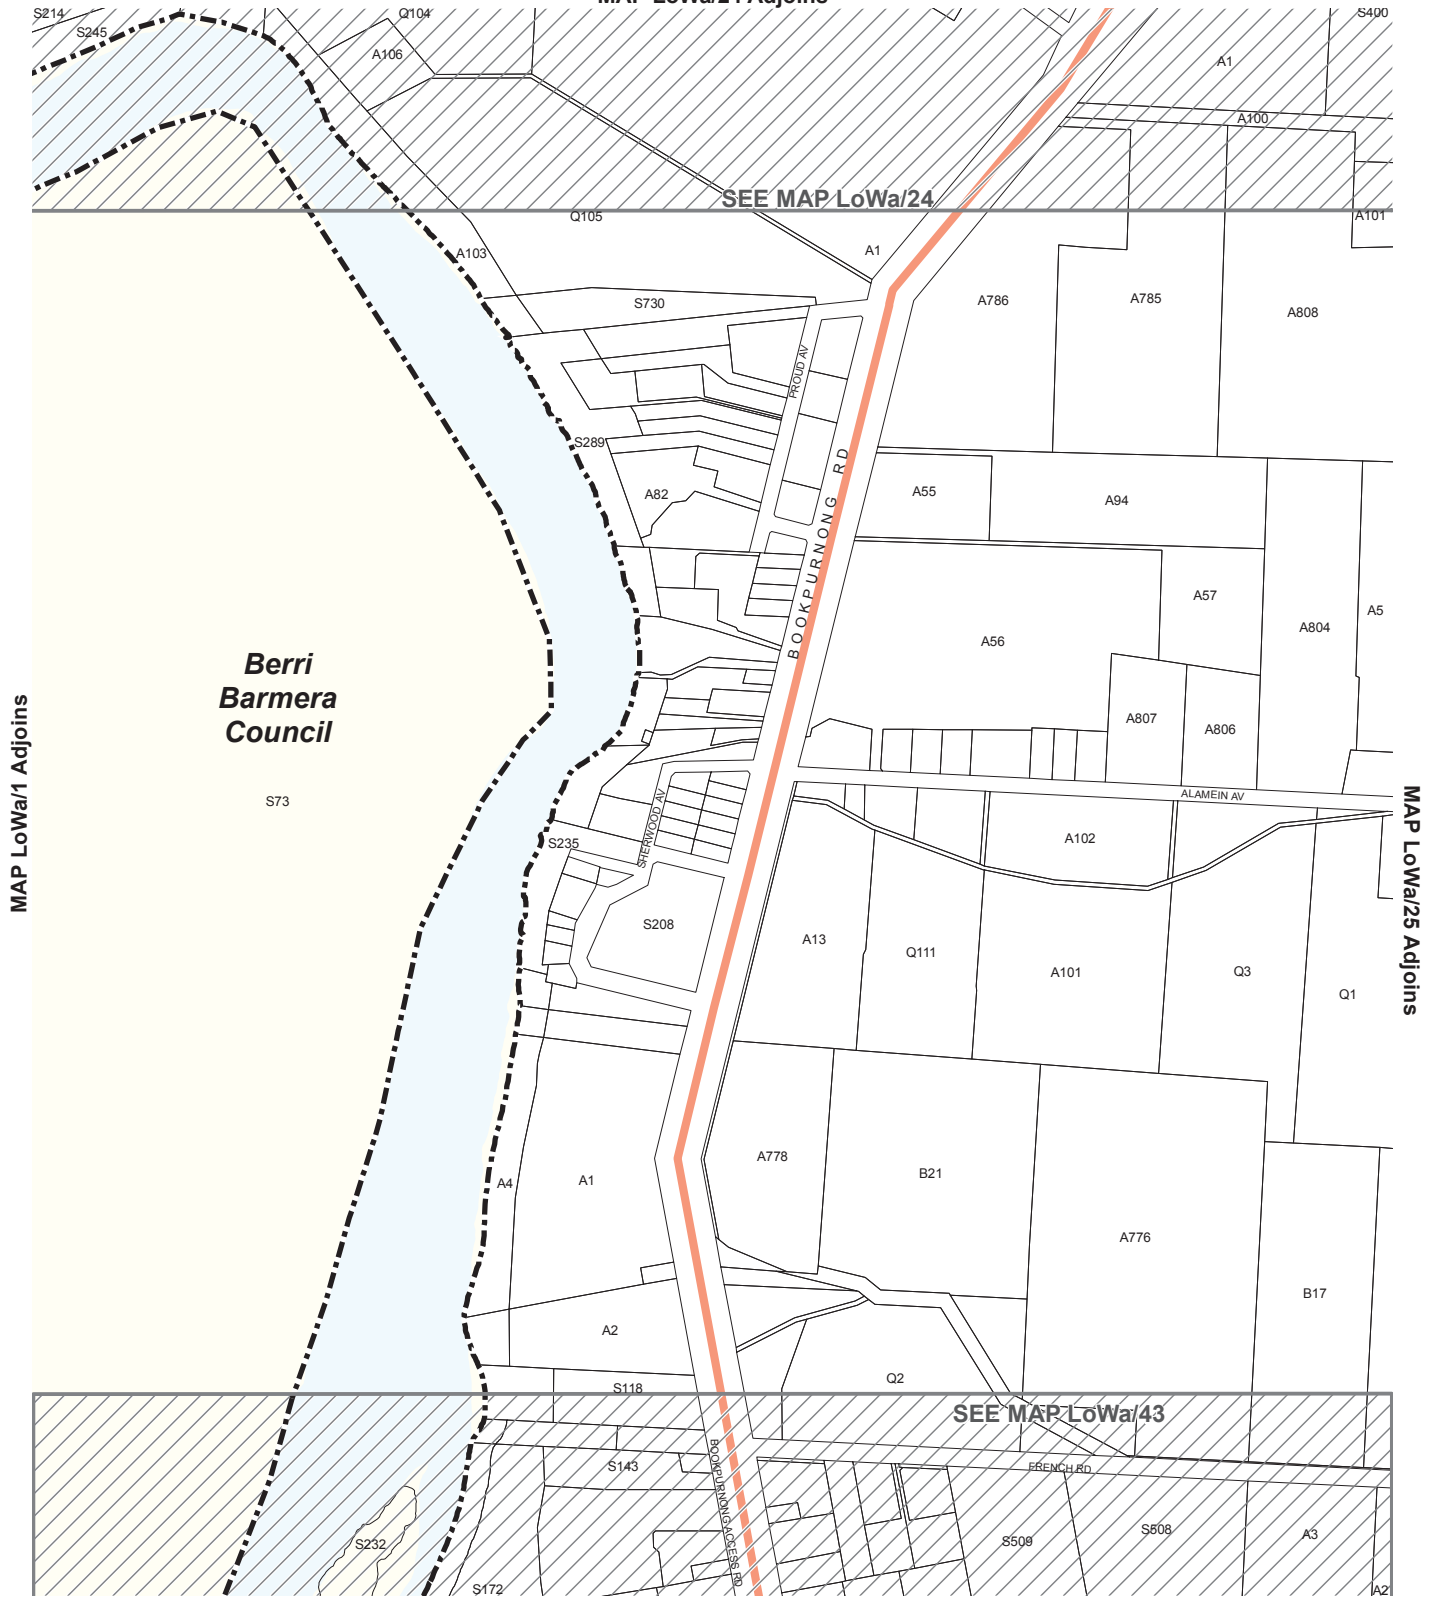 MAP LoWa/24 Adjoins
S214
Q104
S400
S245
A106
A1
A100
SEE MAP LoWa/24
Q105
A101
A103
A1
S730
A786
A785
A808
PROUD AV
S289
BOOKPURNONG RD
A82
A55
A94
A57
A5
A56
A804
Berri
Barmera
Council
A807
A806
MAP LoWa/1 Adjoins
S73
ALAMEIN AV
MAP LoWa/25 Adjoins
SHERWOOD AV
S235
A102
S208
A13
Q111
A101
Q3
Q1
A778
B21
A4
A1
A776
B17
A2
Q2
S118
SEE MAP LoWa/43
BOOKPURNONG ACCESS RD
S143
FRENCH RD
S232
S509
S508
A3
S172
A2